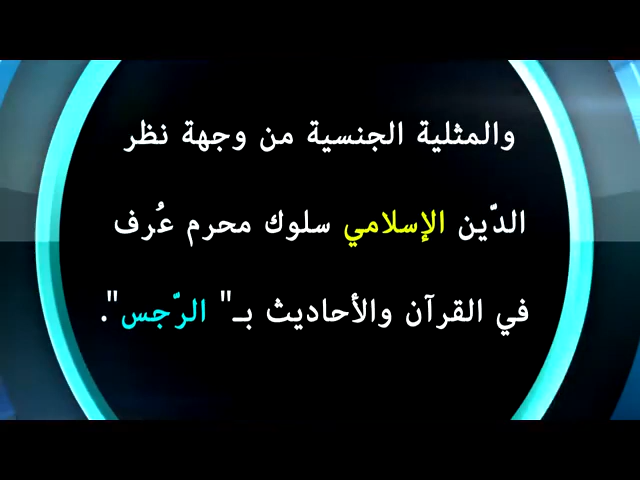 والمثلية الجنسية من وجهة نظر
الدّين الإسلامي سلوك محرم عُرف
في القرآن والأحاديث بـ" الرّجس".